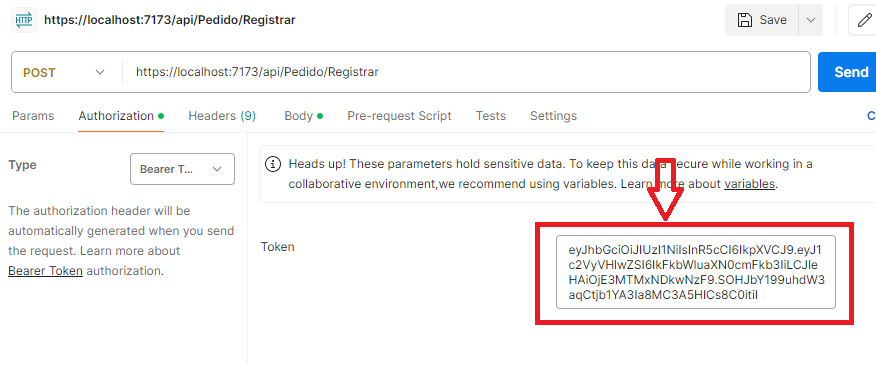 HTTP
https://localhost:7173/api/Pedido/Registrar
Save
POST
https://localhost:7173/api/Pedido/Registrar
Send
Params
Authorization
Headers (9)
Body
Pre-request Script
Tests
Settings
C
Type
Bearer T...
The authorization header will be
automatically generated when you send
the request. Learn more about
Bearer Token authorization.
Heads up! These parameters hold sensitive data. To keep this data secure while working in a
collaborative environment,we recommend using variables. Learn more about variables.
Token
eyJhbGciOiJIUzI1NiIsInR5cCI6IkpXVCJ9.eyJ1
c2VyVHlwZSI6IkFkbWluaXN0cmFkb3IiLCJle
HAiOjE3MTMxNDkwNzF9.SOHJbY199uhdW3
aqCtjb1YA3Ia8MC3A5HICs8C0itiI